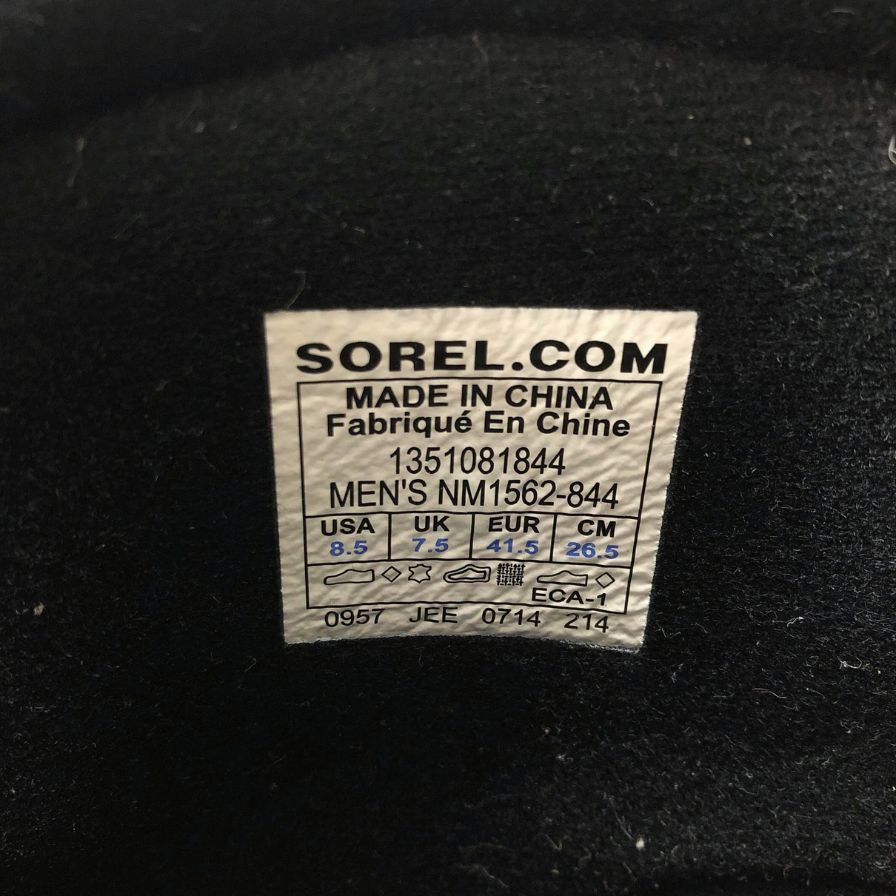 SOREL.COM
MADE IN CHINA
Fabriqué En Chine
1351081844
MEN'S NM1562-844
USA UK EUR CM
8.5 7.5 41.5 26.5
ECA-1
0957 JEE 0714 214